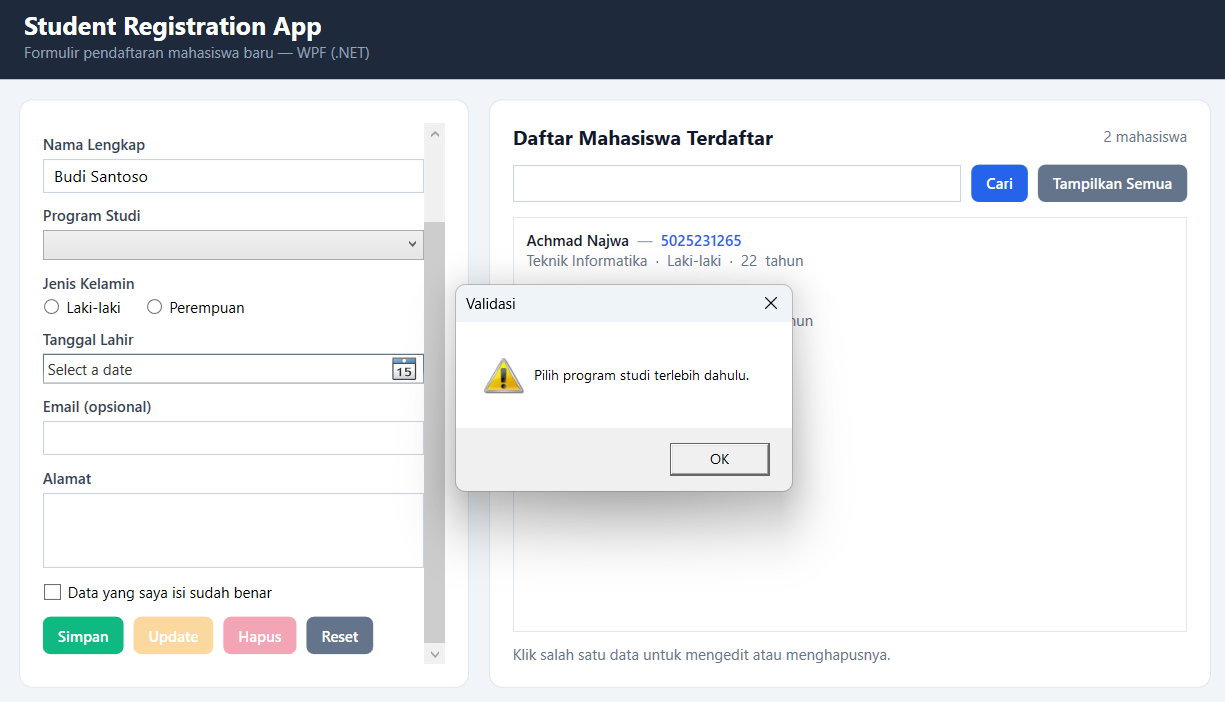 Student Registration App
Formulir pendaftaran mahasiswa baru — WPF (.NET)
Nama Lengkap
Budi Santoso
Program Studi
Jenis Kelamin
Laki-laki Perempuan
Tanggal Lahir
Select a date 15
Email (opsional)
Alamat
Data yang saya isi sudah benar
Simpan Update Hapus Reset
Daftar Mahasiswa Terdaftar 2 mahasiswa
Cari Tampilkan Semua
Achmad Najwa — 5025231265
Teknik Informatika · Laki-laki · 22 tahun
Validasi
Pilih program studi terlebih dahulu.
OK
Klik salah satu data untuk mengedit atau menghapusnya.